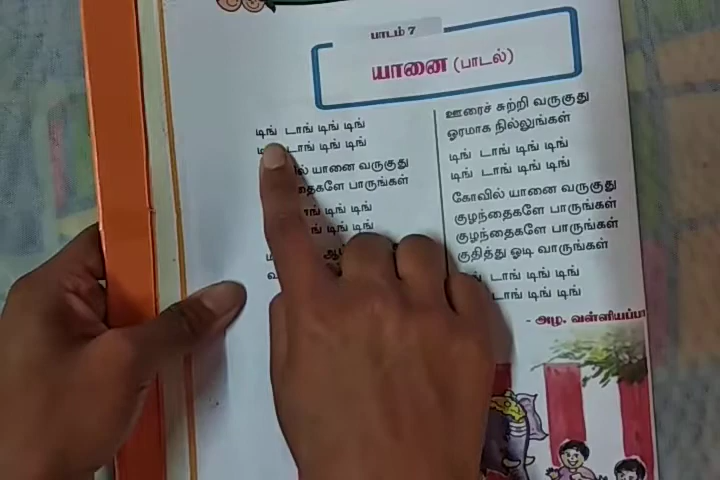 பாடம் 7
யானை (பாடல்)
டிங் டாங் டிங் டிங்
டாங் டிங் டிங்
யானை வருகுது
பாருங்கள்
டிங் டிங்
டிங் டிங்
ஊரைச் சுற்றி வருகுது
ஓரமாக நில்லுங்கள்
டிங் டாங் டிங் டிங்
டிங் டாங் டிங் டிங்
கோவில் யானை வருகுது
குழந்தைகளே பாருங்கள்
குழந்தைகளே பாருங்கள்
குதித்து ஓடி வாருங்கள்
டாங் டிங் டிங்
டாங் டிங் டிங்
- அழ. வள்ளியப்பா